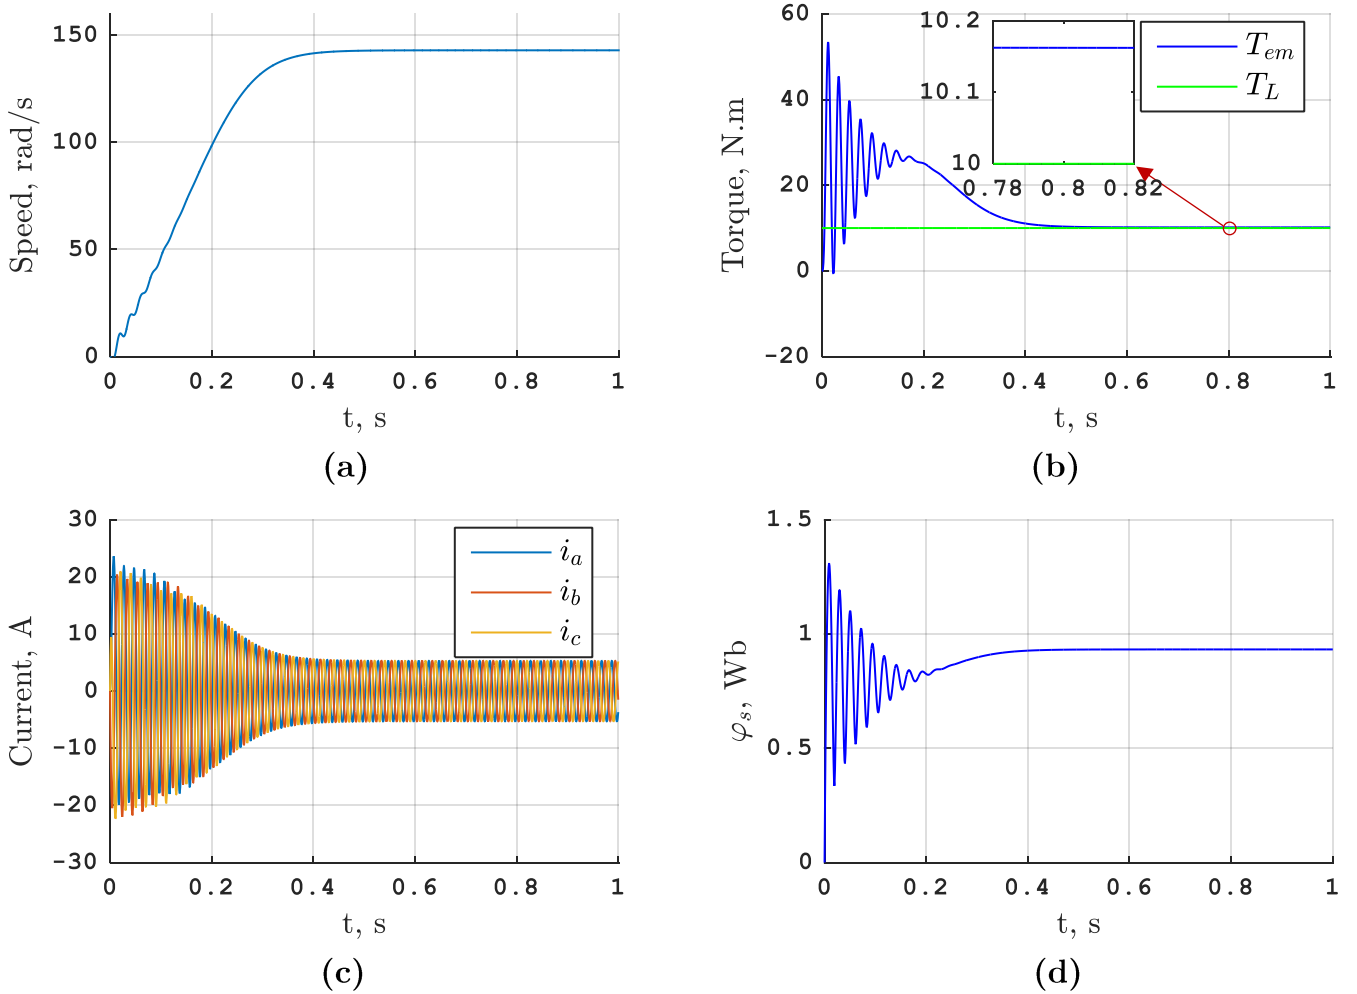 150
100
50
0
Speed, rad/s
0 0.2 0.4 0.6 0.8 1
t, s
(a)
60
40
20
0
-20
Torque, N.m
10.2
10.1
10
0.78 0.8 0.82
T_em
T_L
0 0.2 0.4 0.6 0.8 1
t, s
(b)
30
20
10
0
-10
-20
-30
Current, A
i_a
i_b
i_c
0 0.2 0.4 0.6 0.8 1
t, s
(c)
1.5
1
0.5
0
φ_s, Wb
0 0.2 0.4 0.6 0.8 1
t, s
(d)